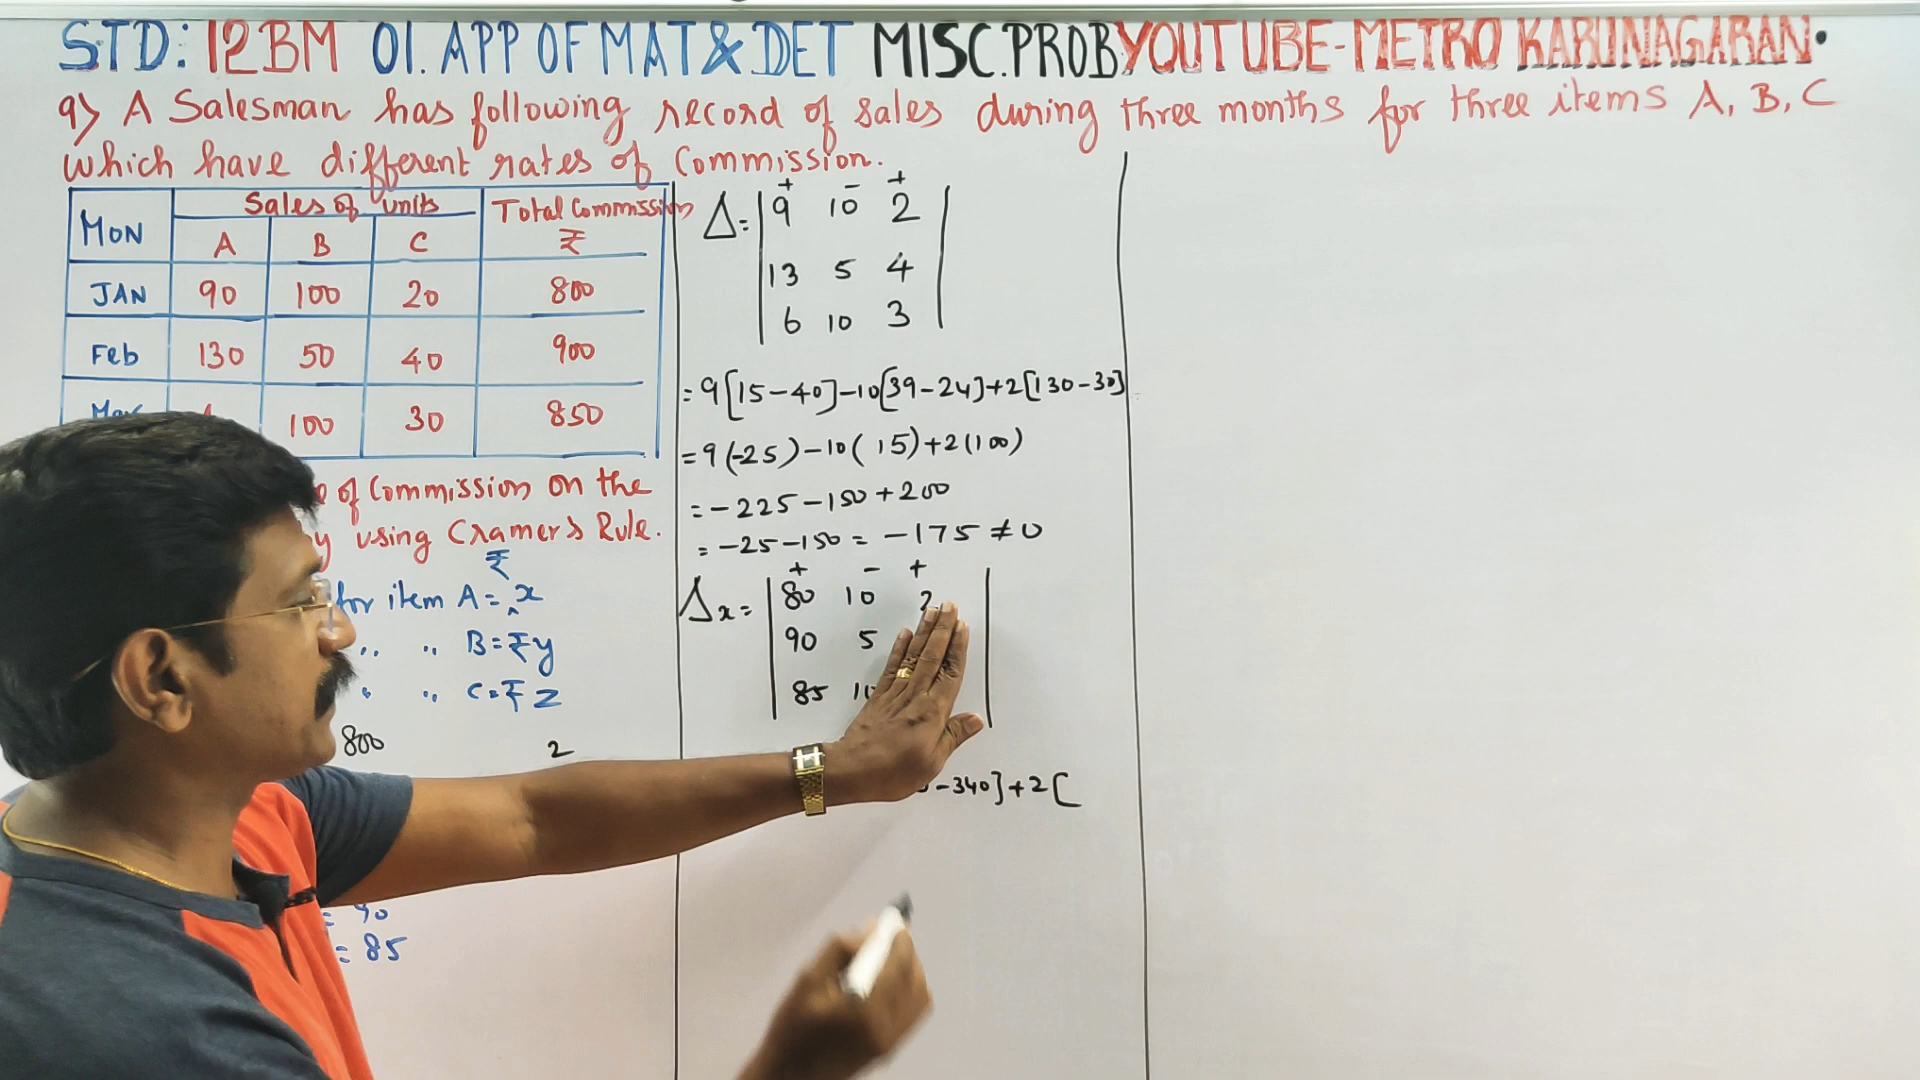 STD: 12BM 01. APP OF MAT & DET MISC. PROB YOUTUBE-METRO KARUNAGARAN.
9) A Salesman has following record of sales during three months for three items A, B, C
which have different rates of Commission.
MON Sales of units Total Commission ₹
A B C
JAN 90 100 20 800
Feb 130 50 40 900
100 30 850
of Commission on the
using Cramer's Rule.
for item A = ₹ x
,, ,, B = ₹ y
,, ,, C = ₹ z
800 2
= 90
= 85
+ - +
Δ = | 9 10 2 |
| 13 5 4 |
| 6 10 3 |
= 9[15-40]-10[39-24]+2[130-30]
= 9(-25)-10(15)+2(100)
= -225-150+200
= -25-150 = -175 ≠ 0
+ - +
Δx = | 80 10 2 |
| 90 5 |
| 85 |
-340]+2[